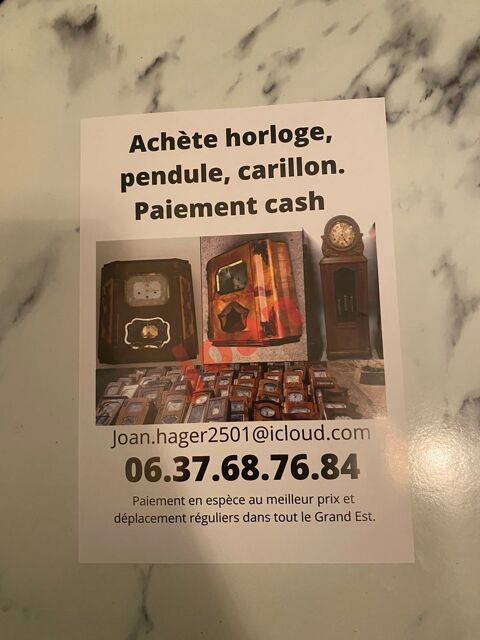 Achète horloge,
pendule, carillon.
Paiement cash
Joan.hager2501@icloud.com
06.37.68.76.84
Paiement en espèce au meilleur prix et
déplacement réguliers dans tout le Grand Est.